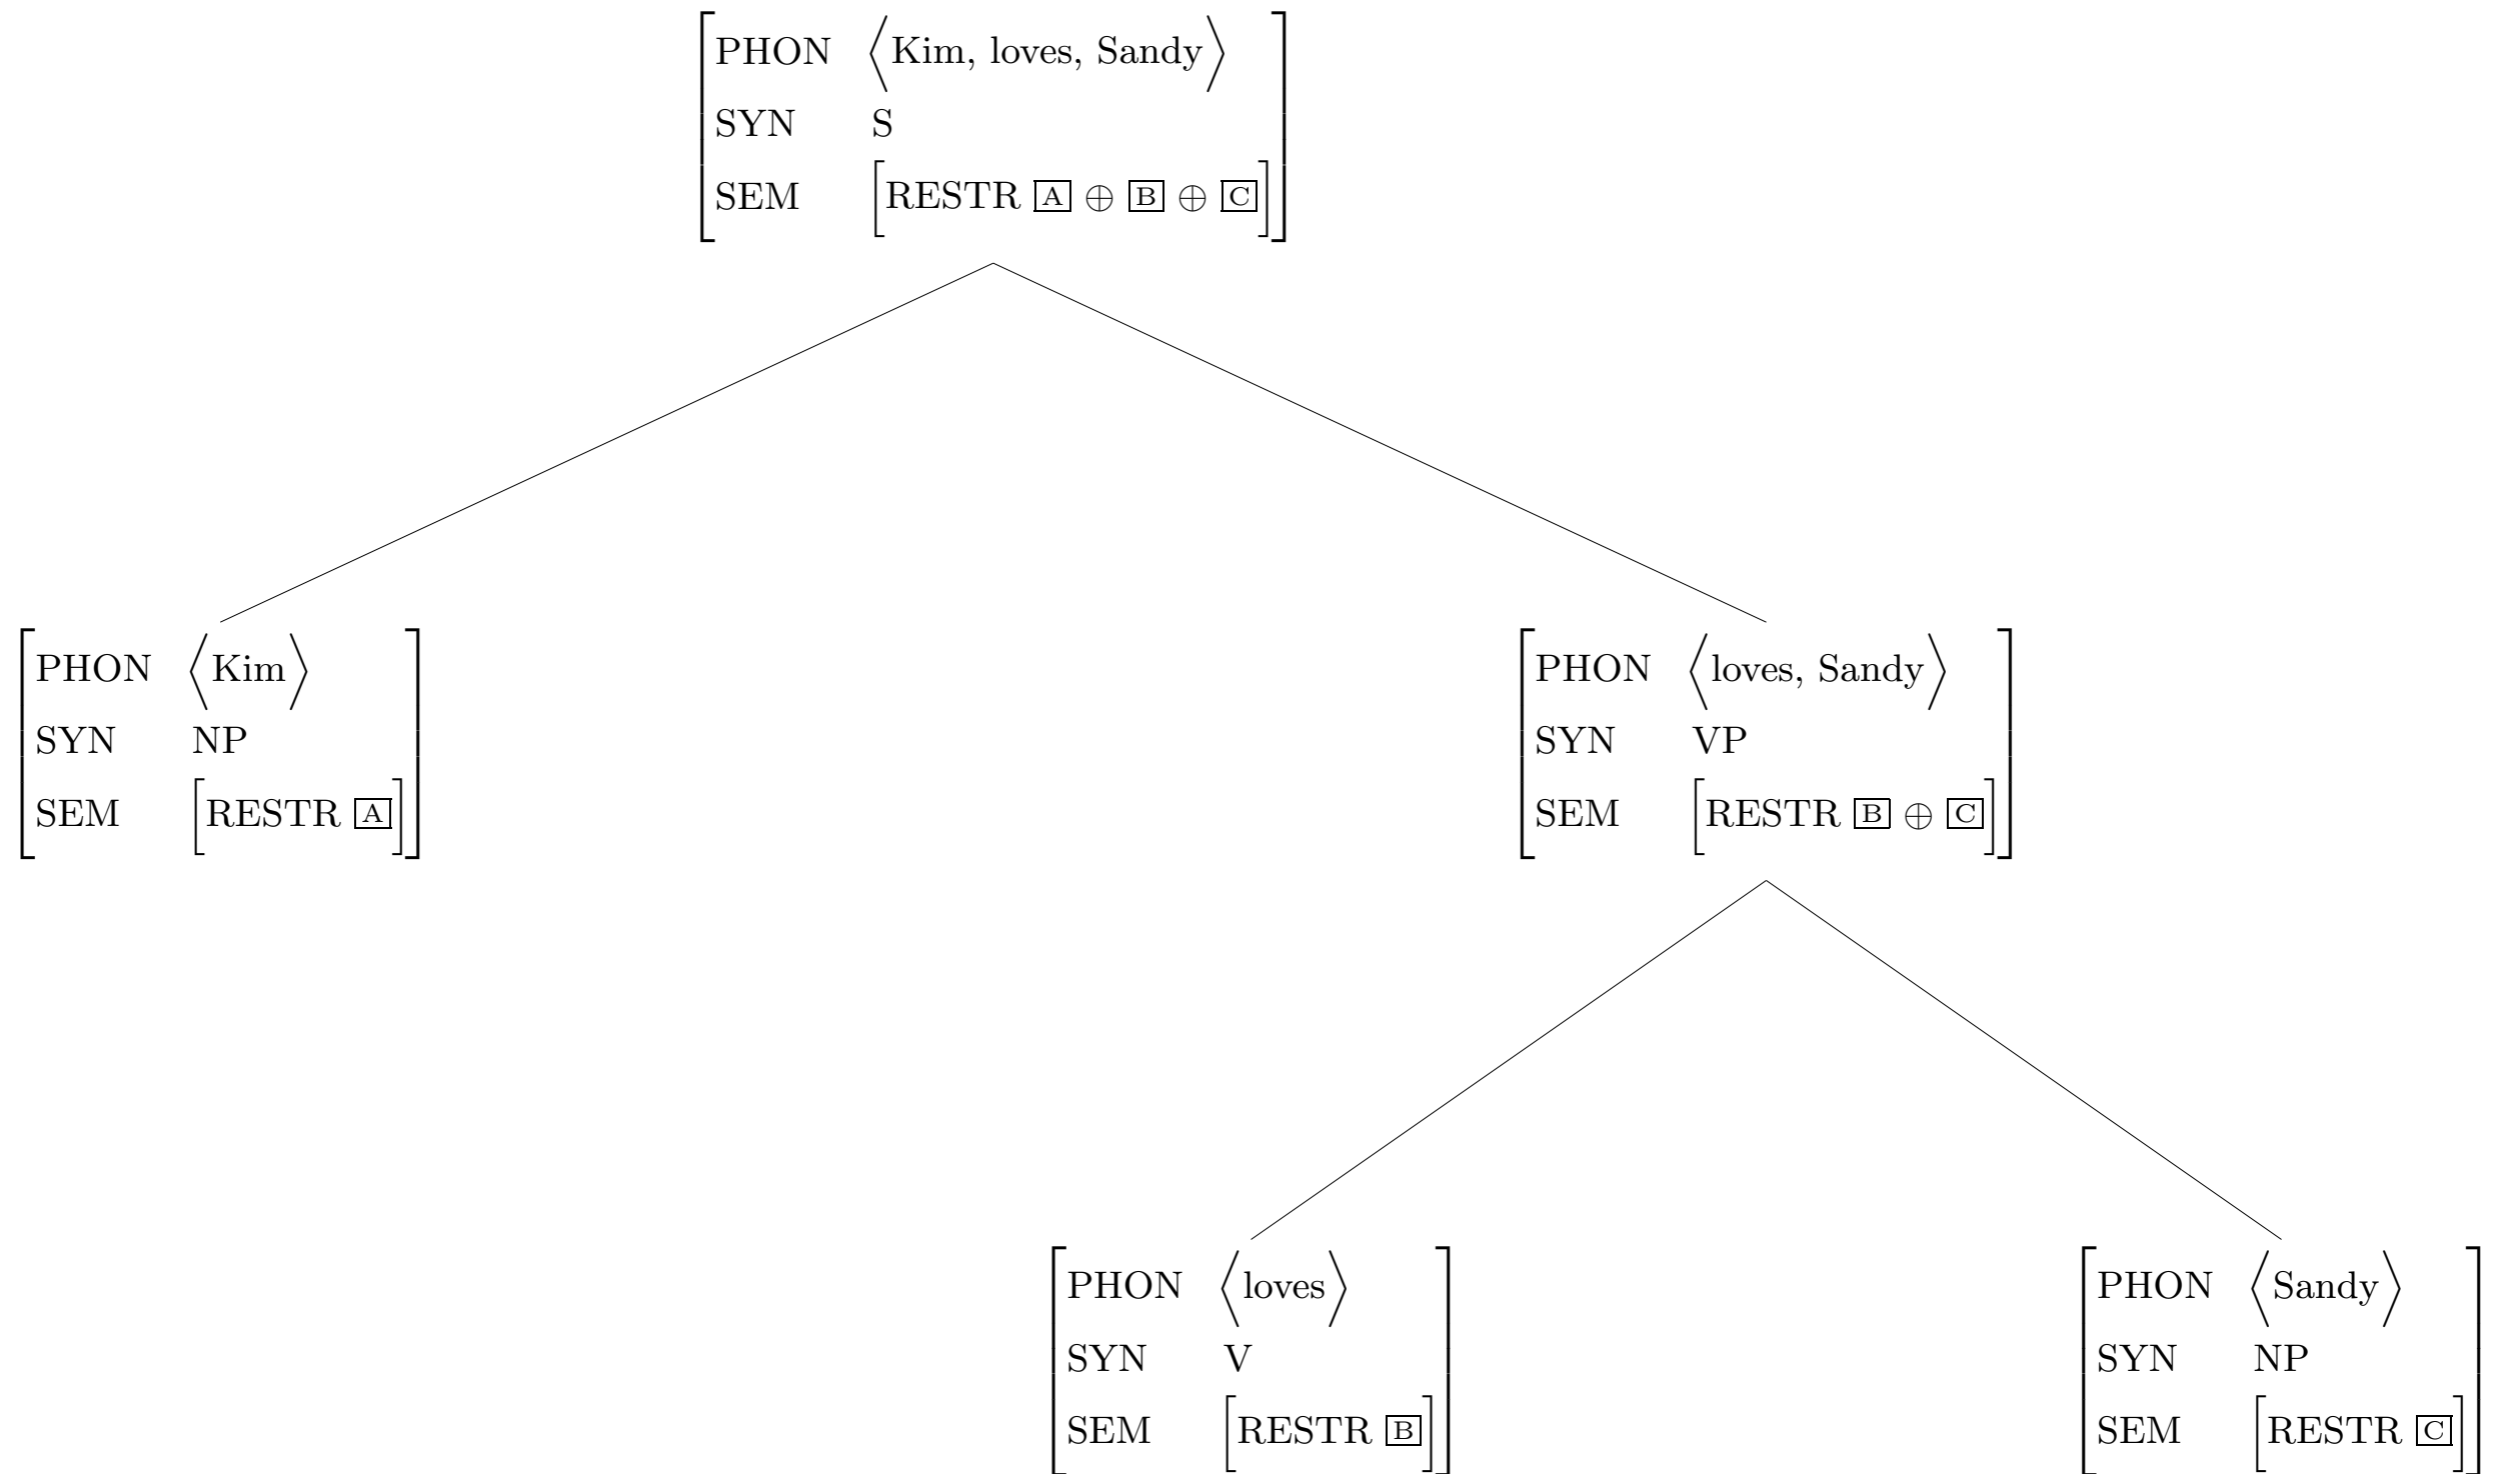 PHON ⟨Kim, loves, Sandy⟩
SYN S
SEM [RESTR A ⊕ B ⊕ C]
PHON ⟨Kim⟩
SYN NP
SEM [RESTR A]
PHON ⟨loves, Sandy⟩
SYN VP
SEM [RESTR B ⊕ C]
PHON ⟨loves⟩
SYN V
SEM [RESTR B]
PHON ⟨Sandy⟩
SYN NP
SEM [RESTR C]